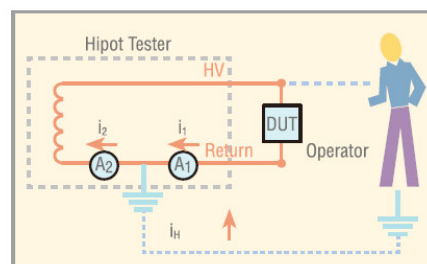 Hipot Tester
HV
i2
i1
DUT
A2
A1
Return
Operator
iH